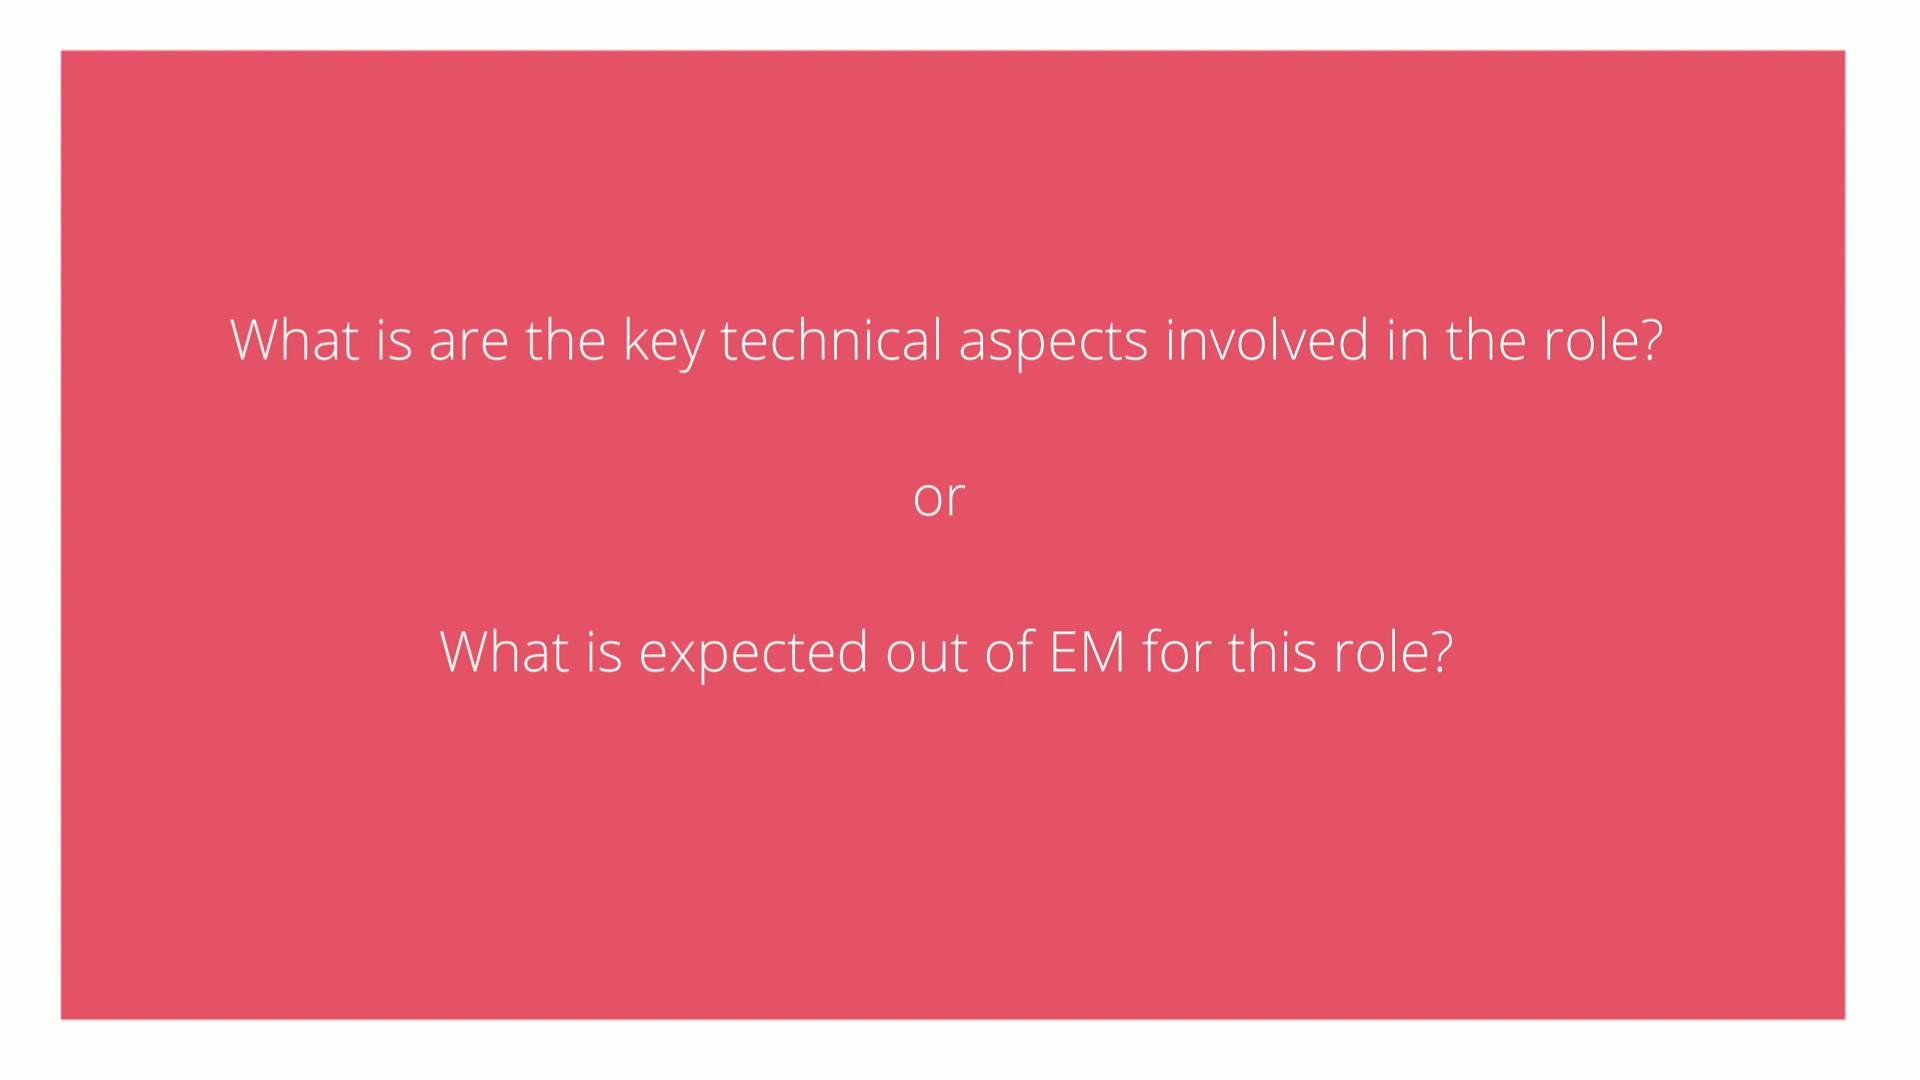 What is are the key technical aspects involved in the role?
or
What is expected out of EM for this role?